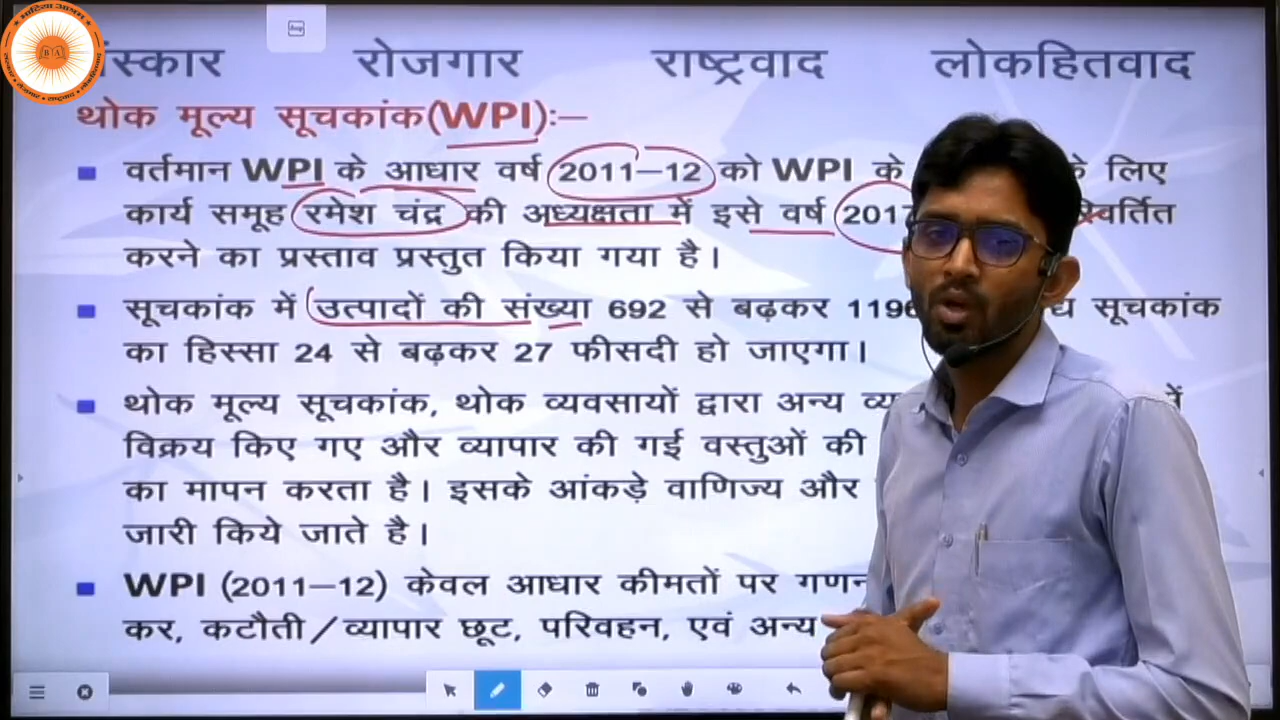 संस्कार रोजगार राष्ट्रवाद लोकहितवाद
थोक मूल्य सूचकांक(WPI):–
वर्तमान WPI के आधार वर्ष 2011–12 को WPI के लिए
कार्य समूह रमेश चंद्र की अध्यक्षता में इसे वर्ष 2017
करने का प्रस्ताव प्रस्तुत किया गया है।
सूचकांक में उत्पादों की संख्या 692 से बढ़कर 1196 सूचकांक
का हिस्सा 24 से बढ़कर 27 फीसदी हो जाएगा।
थोक मूल्य सूचकांक, थोक व्यवसायों द्वारा अन्य में
विक्रय किए गए और व्यापार की गई वस्तुओं की
का मापन करता है। इसके आंकड़े वाणिज्य और
जारी किये जाते है।
WPI (2011–12) केवल आधार कीमतों पर
कर, कटौती/व्यापार छूट, परिवहन, एवं अन्य